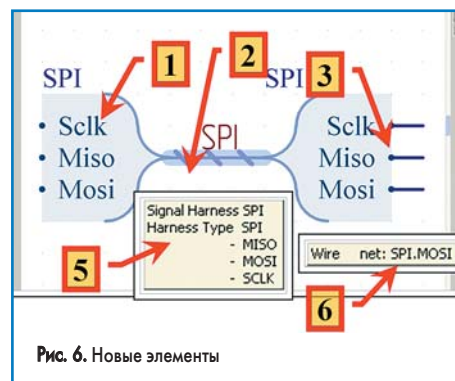 SPI
1
2
SPI
3
Sclk
Miso
Mosi
SPI
Sclk
Miso
Mosi
Signal Harness SPI
Harness Type SPI
- MISO
- MOSI
- SCLK
5
Wire net: SPI.MOSI
6
Рис. 6. Новые элементы